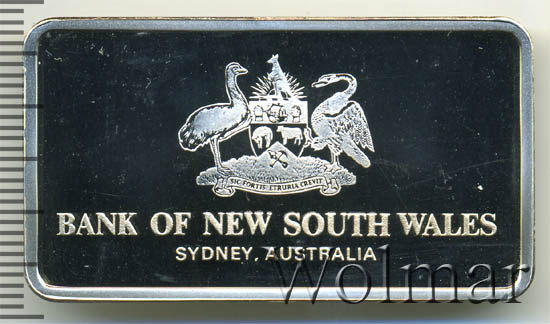 SIC FORTIS ETRURIA CREVIT
BANK OF NEW SOUTH WALES
SYDNEY, AUSTRALIA
Wolmar